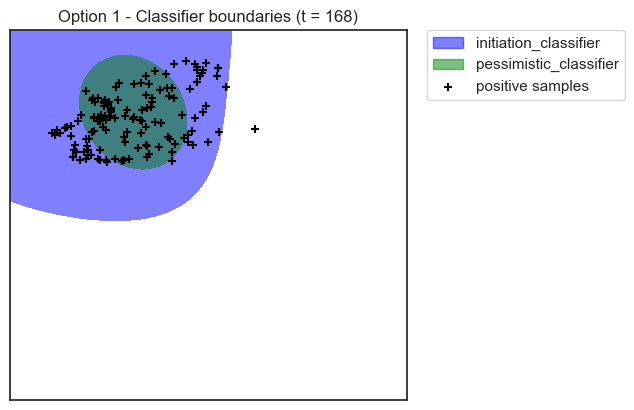 Option 1 - Classifier boundaries (t = 168)
initiation_classifier
pessimistic_classifier
positive samples